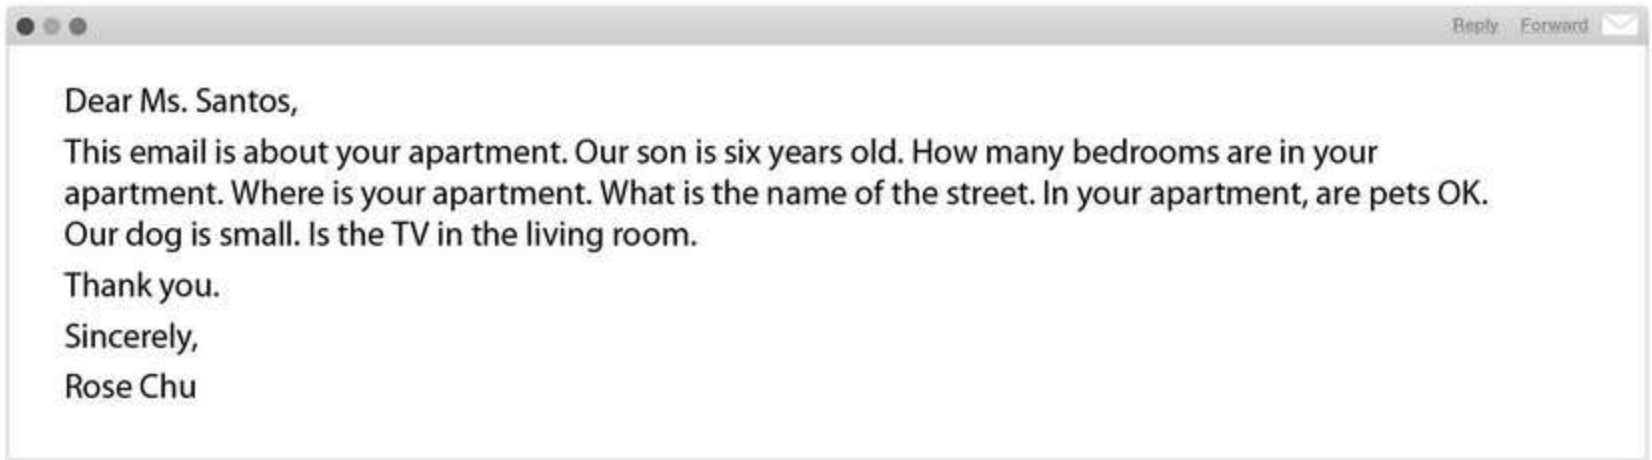 Reply Forward
Dear Ms. Santos,
This email is about your apartment. Our son is six years old. How many bedrooms are in your
apartment. Where is your apartment. What is the name of the street. In your apartment, are pets OK.
Our dog is small. Is the TV in the living room.
Thank you.
Sincerely,
Rose Chu